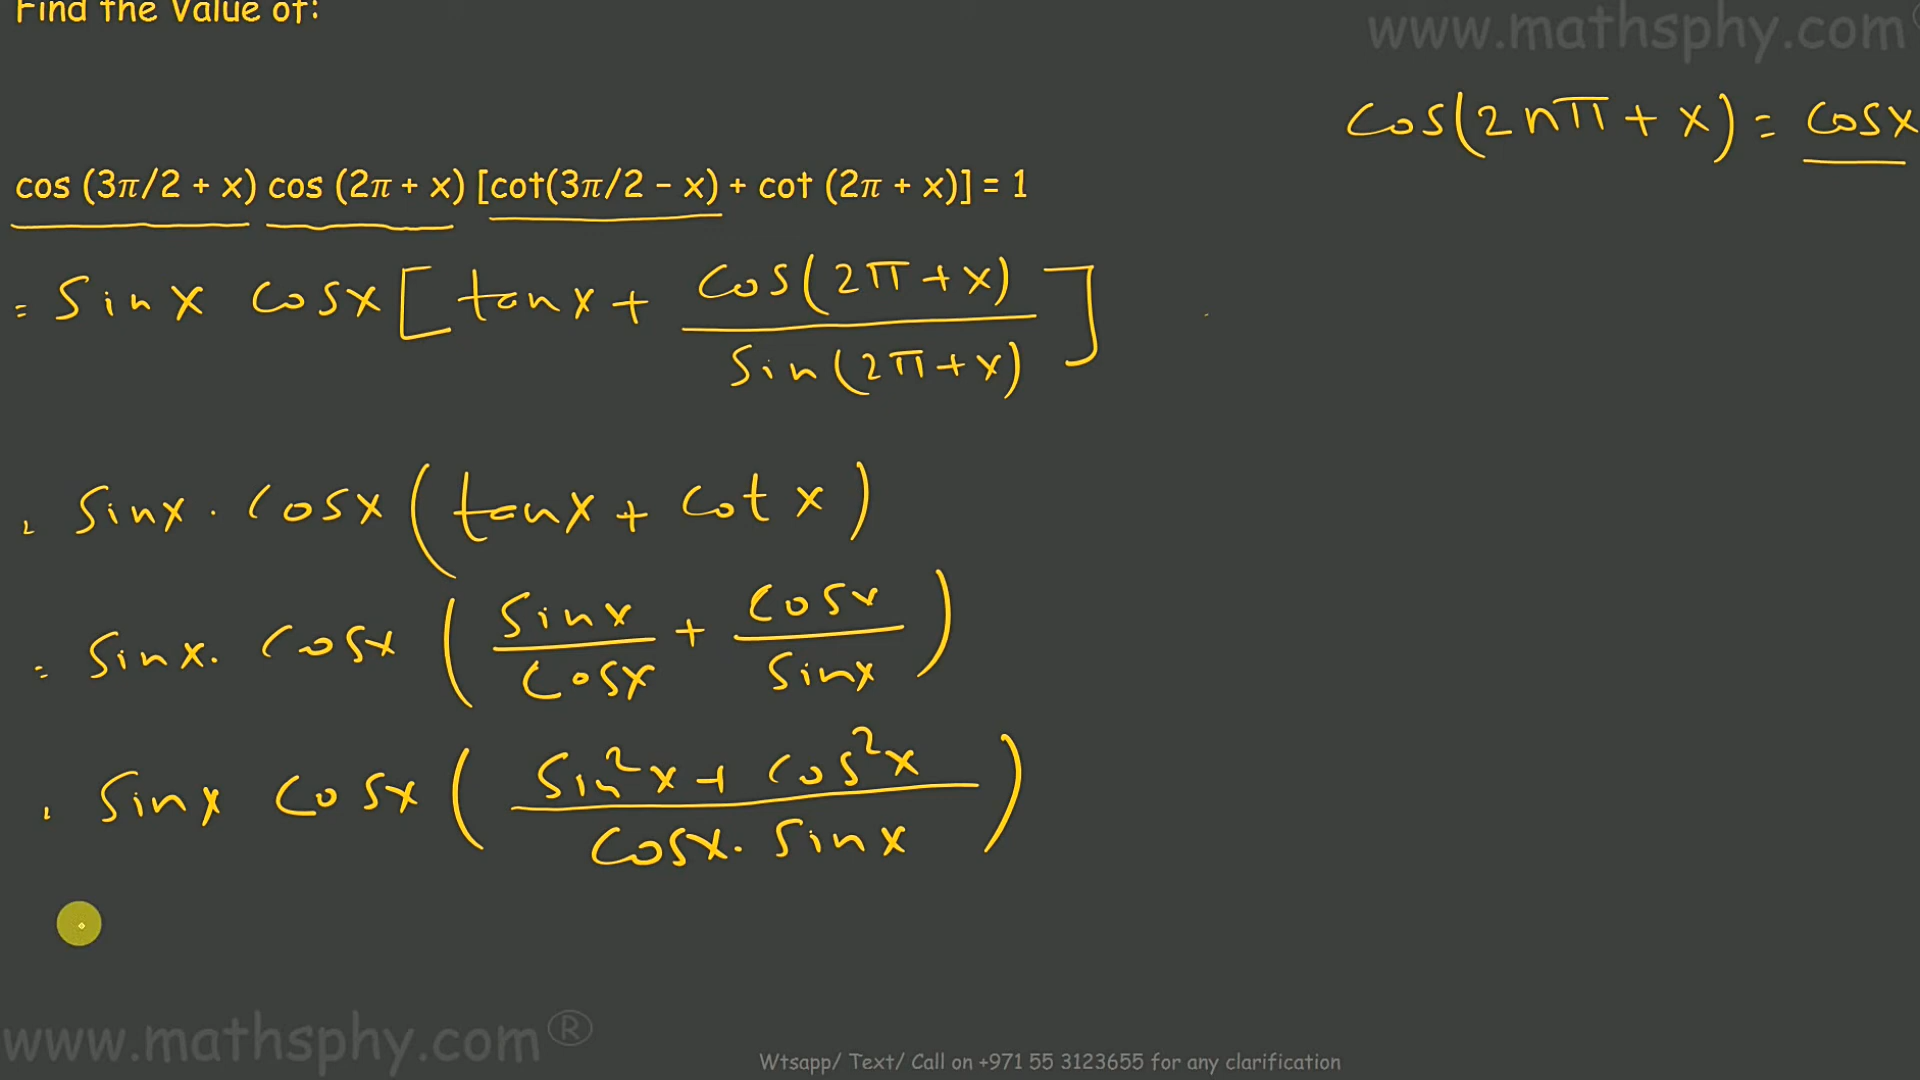 Find the Value of:
www.mathsphy.com®
cos(2nπ + x) = cosx
cos (3π/2 + x) cos (2π + x) [cot(3π/2 − x) + cot (2π + x)] = 1
= sin x cosx [tanx + cos(2π + x) / sin(2π + x)]
= sinx . cosx (tanx + cot x)
= sinx. cosx (sinx / cosx + cosx / sinx)
= sinx cosx (sin²x + cos²x / cosx. sinx)
www.mathsphy.com®
Wtsapp/ Text/ Call on +971 55 3123655 for any clarification